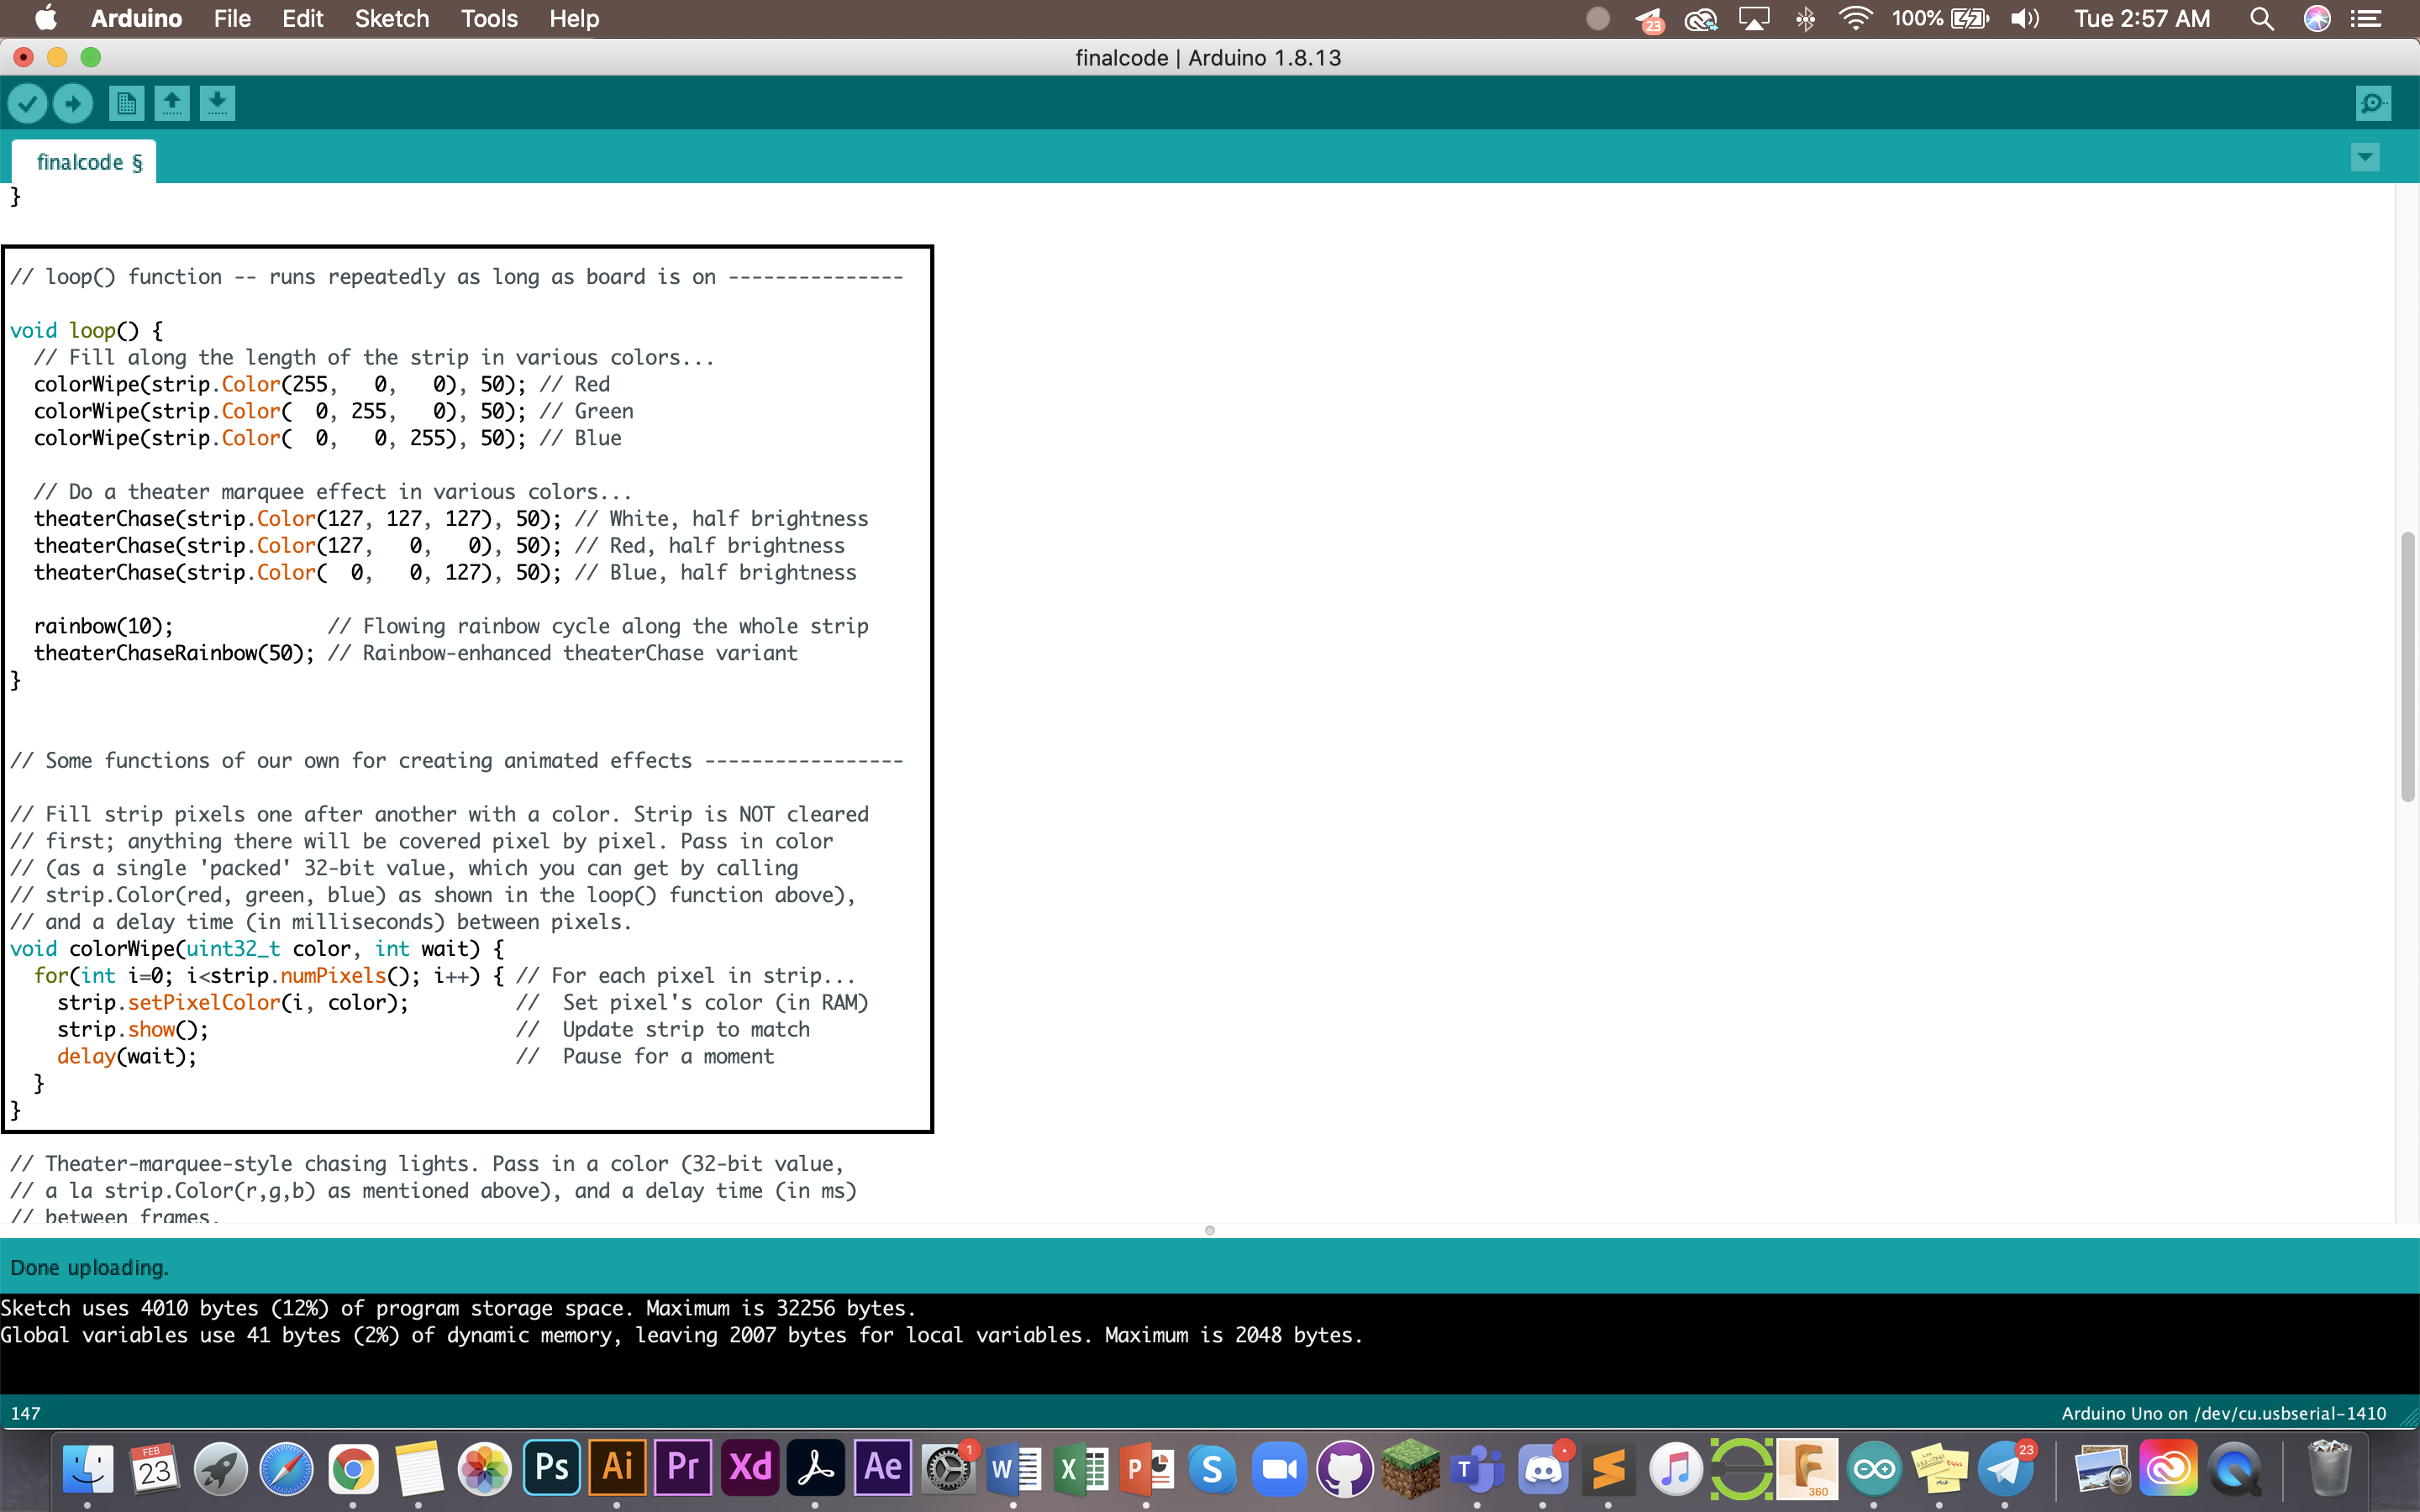 Arduino File Edit Sketch Tools Help 23 100% Tue 2:57 AM
finalcode | Arduino 1.8.13
finalcode §
}
// loop() function -- runs repeatedly as long as board is on ---------------
void loop() {
  // Fill along the length of the strip in various colors...
  colorWipe(strip.Color(255,   0,   0), 50); // Red
  colorWipe(strip.Color(  0, 255,   0), 50); // Green
  colorWipe(strip.Color(  0,   0, 255), 50); // Blue
  // Do a theater marquee effect in various colors...
  theaterChase(strip.Color(127, 127, 127), 50); // White, half brightness
  theaterChase(strip.Color(127,   0,   0), 50); // Red, half brightness
  theaterChase(strip.Color(  0,   0, 127), 50); // Blue, half brightness
  rainbow(10);             // Flowing rainbow cycle along the whole strip
  theaterChaseRainbow(50); // Rainbow-enhanced theaterChase variant
}
// Some functions of our own for creating animated effects -----------------
// Fill strip pixels one after another with a color. Strip is NOT cleared
// first; anything there will be covered pixel by pixel. Pass in color
// (as a single 'packed' 32-bit value, which you can get by calling
// strip.Color(red, green, blue) as shown in the loop() function above),
// and a delay time (in milliseconds) between pixels.
void colorWipe(uint32_t color, int wait) {
  for(int i=0; i<strip.numPixels(); i++) { // For each pixel in strip...
    strip.setPixelColor(i, color);         //  Set pixel's color (in RAM)
    strip.show();                          //  Update strip to match
    delay(wait);                           //  Pause for a moment
  }
}
// Theater-marquee-style chasing lights. Pass in a color (32-bit value,
// a la strip.Color(r,g,b) as mentioned above), and a delay time (in ms)
// between frames.
Done uploading.
Sketch uses 4010 bytes (12%) of program storage space. Maximum is 32256 bytes.
Global variables use 41 bytes (2%) of dynamic memory, leaving 2007 bytes for local variables. Maximum is 2048 bytes.
147 Arduino Uno on /dev/cu.usbserial-1410
FEB 23 Ps Ai Pr Xd Ae 1 W X P S T F 360 23